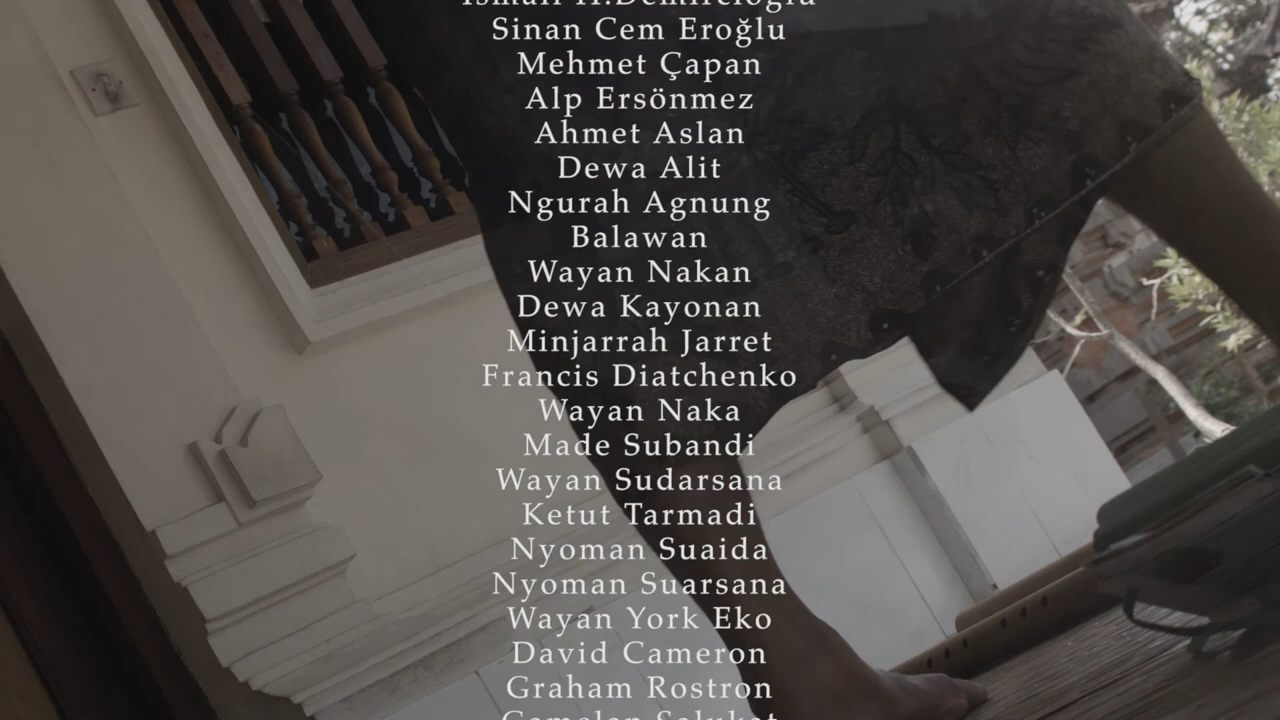 Sinan Cem Eroğlu
Mehmet Çapan
Alp Ersönmez
Ahmet Aslan
Dewa Alit
Ngurah Agnung
Balawan
Wayan Nakan
Dewa Kayonan
Minjarrah Jarret
Francis Diatchenko
Wayan Naka
Made Subandi
Wayan Sudarsana
Ketut Tarmadi
Nyoman Suaida
Nyoman Suarsana
Wayan York Eko
David Cameron
Graham Rostron